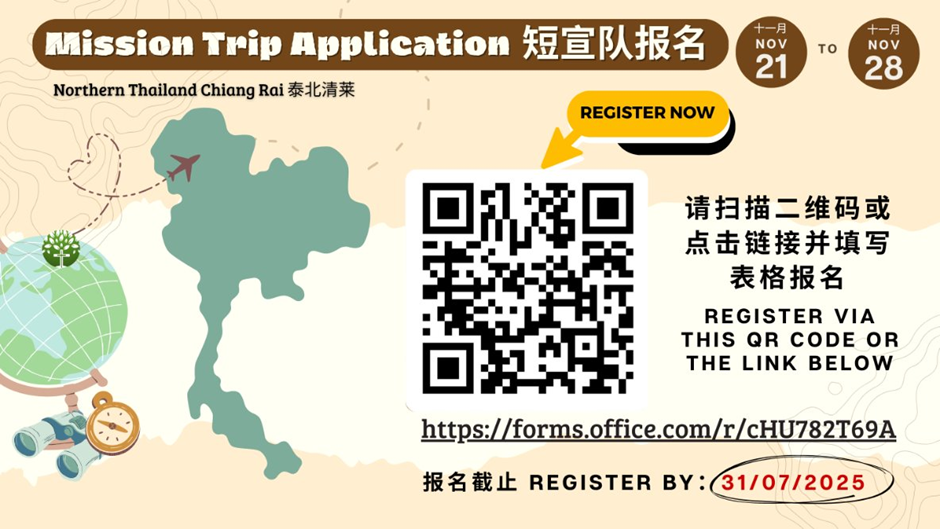 Mission Trip Application 短宣队报名
十一月
NOV
21
TO
十一月
NOV
28
Northern Thailand Chiang Rai 泰北清莱
REGISTER NOW
请扫描二维码或
点击链接并填写
表格报名
REGISTER VIA
THIS QR CODE OR
THE LINK BELOW
https://forms.office.com/r/cHU782T69A
报名截止 REGISTER BY: 31/07/2025